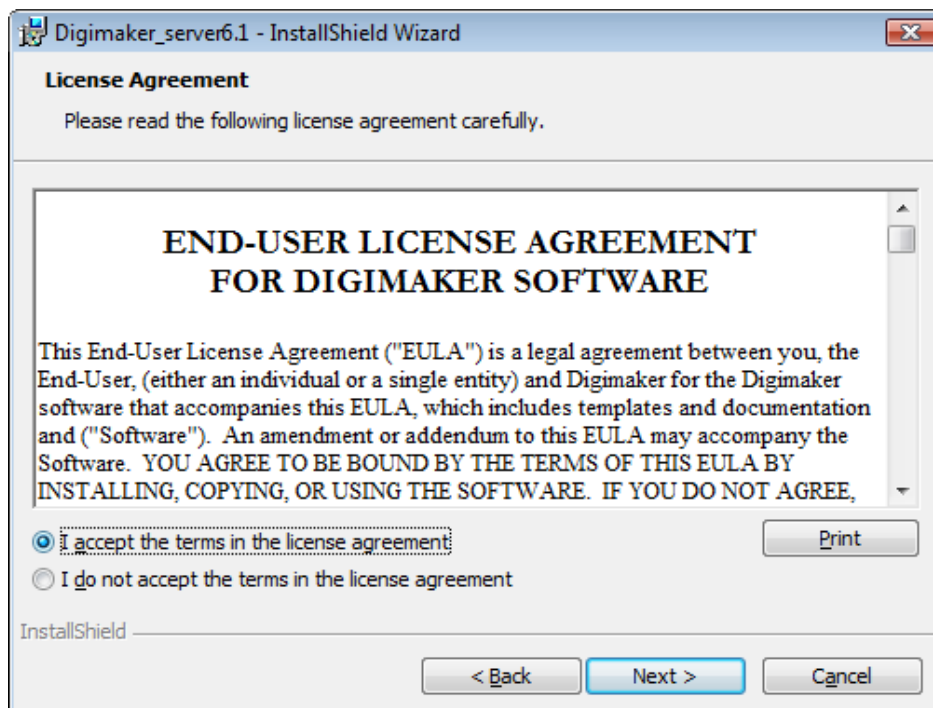 Digimaker_server6.1 - InstallShield Wizard
License Agreement
Please read the following license agreement carefully.
END-USER LICENSE AGREEMENT
FOR DIGIMAKER SOFTWARE
This End-User License Agreement ("EULA") is a legal agreement between you, the
End-User, (either an individual or a single entity) and Digimaker for the Digimaker
software that accompanies this EULA, which includes templates and documentation
and ("Software").  An amendment or addendum to this EULA may accompany the
Software.  YOU AGREE TO BE BOUND BY THE TERMS OF THIS EULA BY
INSTALLING, COPYING, OR USING THE SOFTWARE.  IF YOU DO NOT AGREE,
I accept the terms in the license agreement
Print
I do not accept the terms in the license agreement
InstallShield
< Back
Next >
Cancel